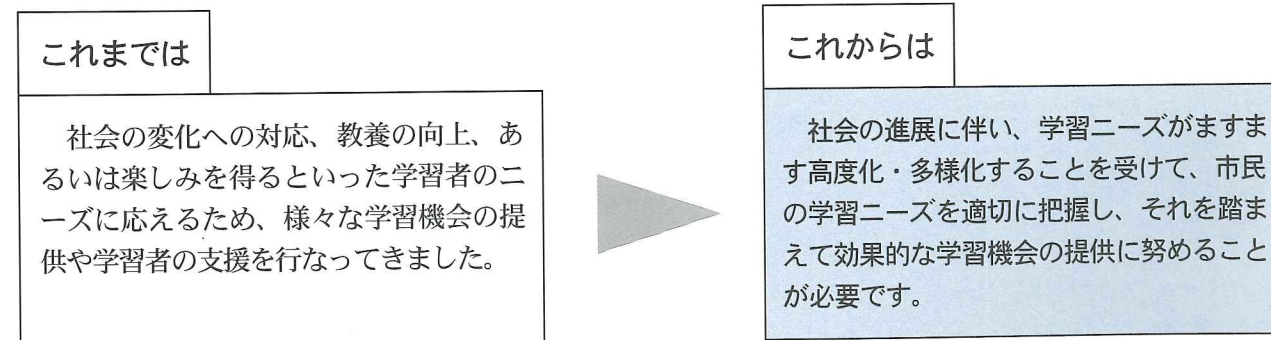 これまでは
社会の変化への対応、教養の向上、あ
るいは楽しみを得るといった学習者のニ
ーズに応えるため、様々な学習機会の提
供や学習者の支援を行なってきました。
これからは
社会の進展に伴い、学習ニーズがますま
す高度化・多様化することを受けて、市民
の学習ニーズを適切に把握し、それを踏ま
えて効果的な学習機会の提供に努めること
が必要です。